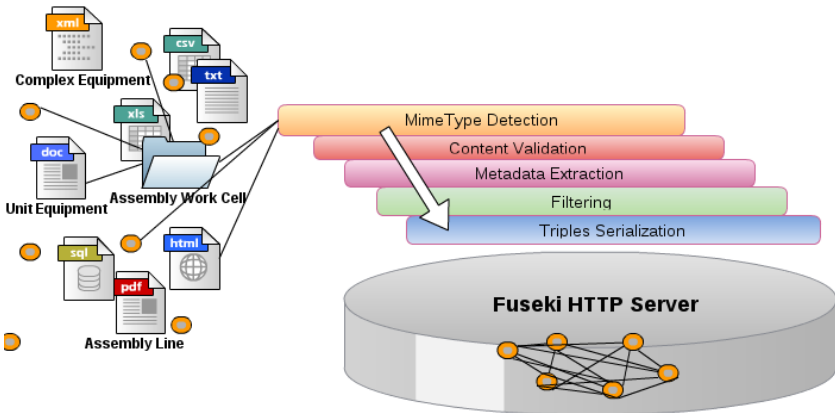 xml
csv
txt
Complex Equipment
xls
doc
Unit Equipment
Assembly Work Cell
sql
html
pdf
Assembly Line
MimeType Detection
Content Validation
Metadata Extraction
Filtering
Triples Serialization
Fuseki HTTP Server